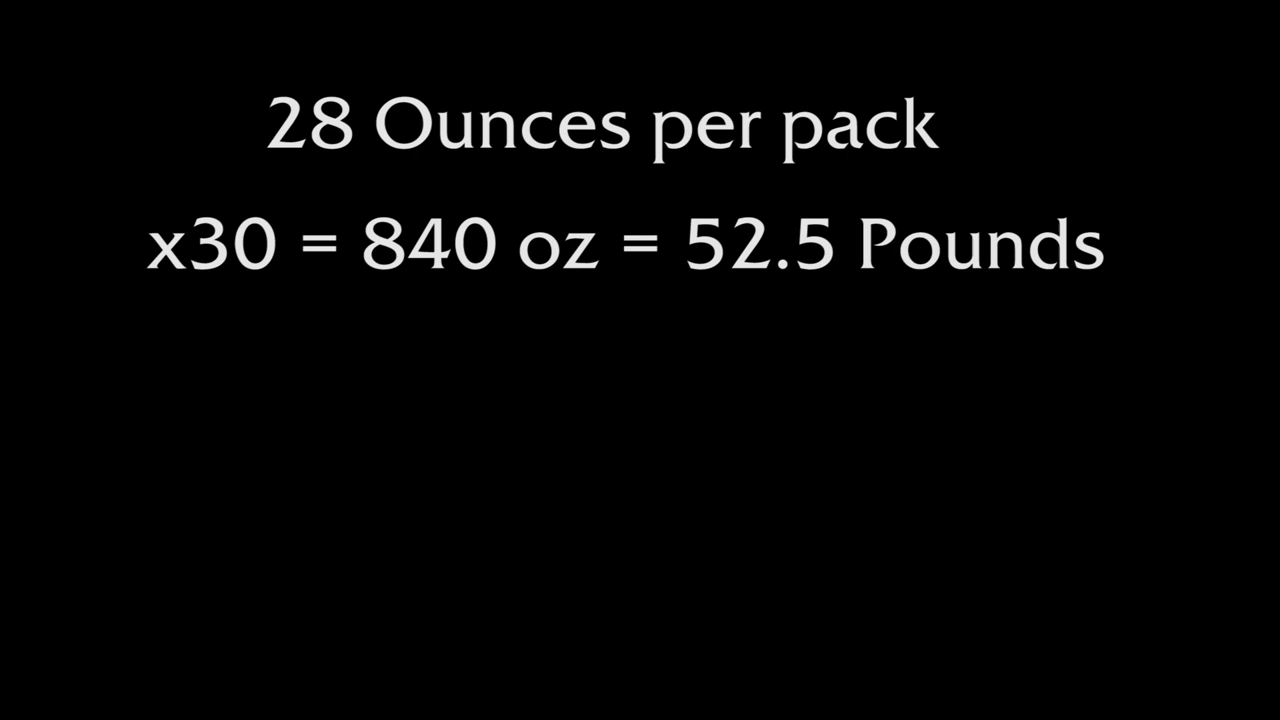 28 Ounces per pack
x30 = 840 oz = 52.5 Pounds